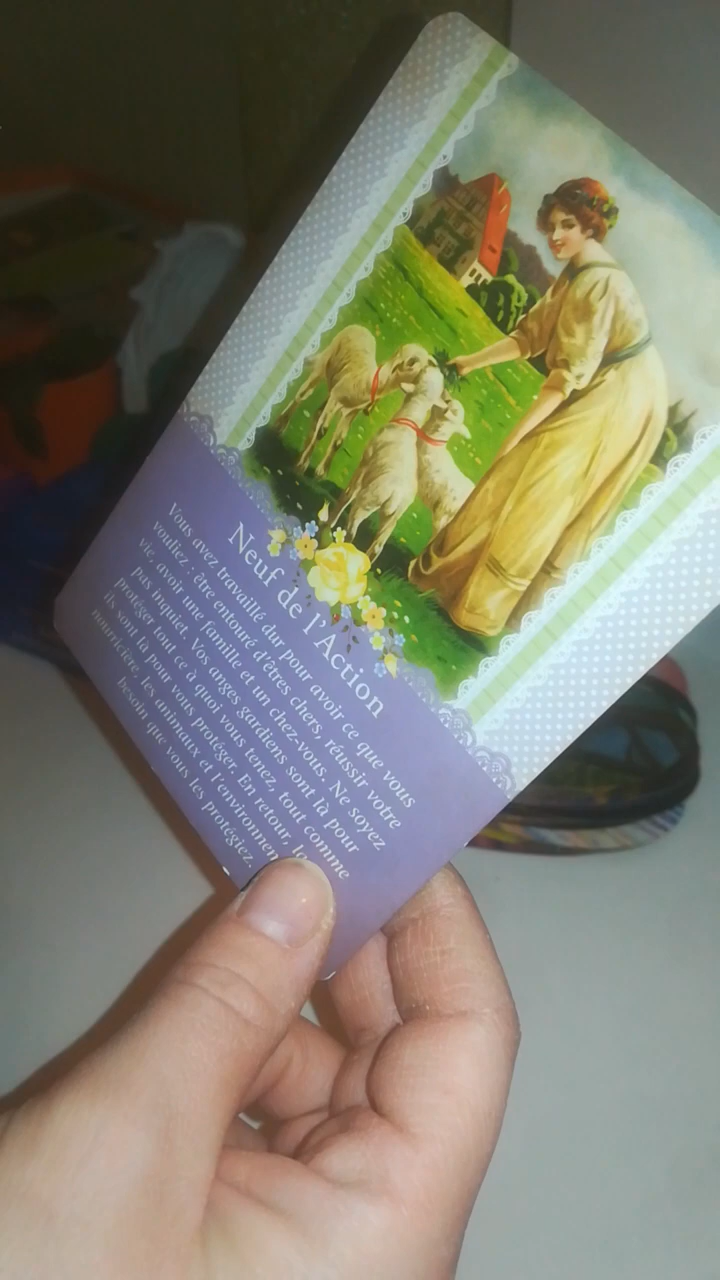 Neuf de l'Action
Vous avez travaillé dur pour avoir ce que vous
vouliez : être entouré d'êtres chers, réussir votre
vie, avoir une famille et un chez-vous. Ne soyez
pas inquiet. Vos anges gardiens sont là pour
protéger tout ce à quoi vous tenez, tout comme
ils sont là pour vous protéger. En retour,
nourricière, les animaux et l'environnemen
besoin que vous les protégiez.